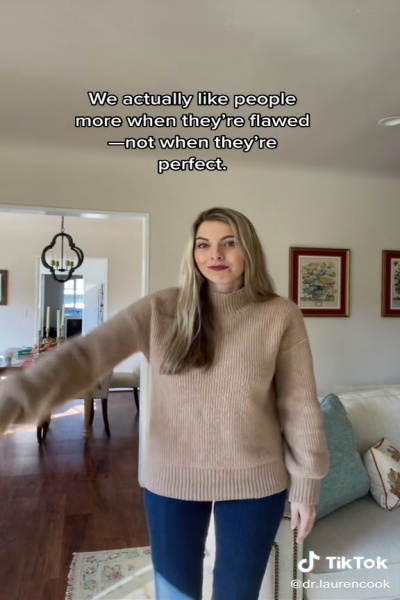 We actually like people
more when they're flawed
—not when they're
perfect.
TikTok
@dr.laurencook